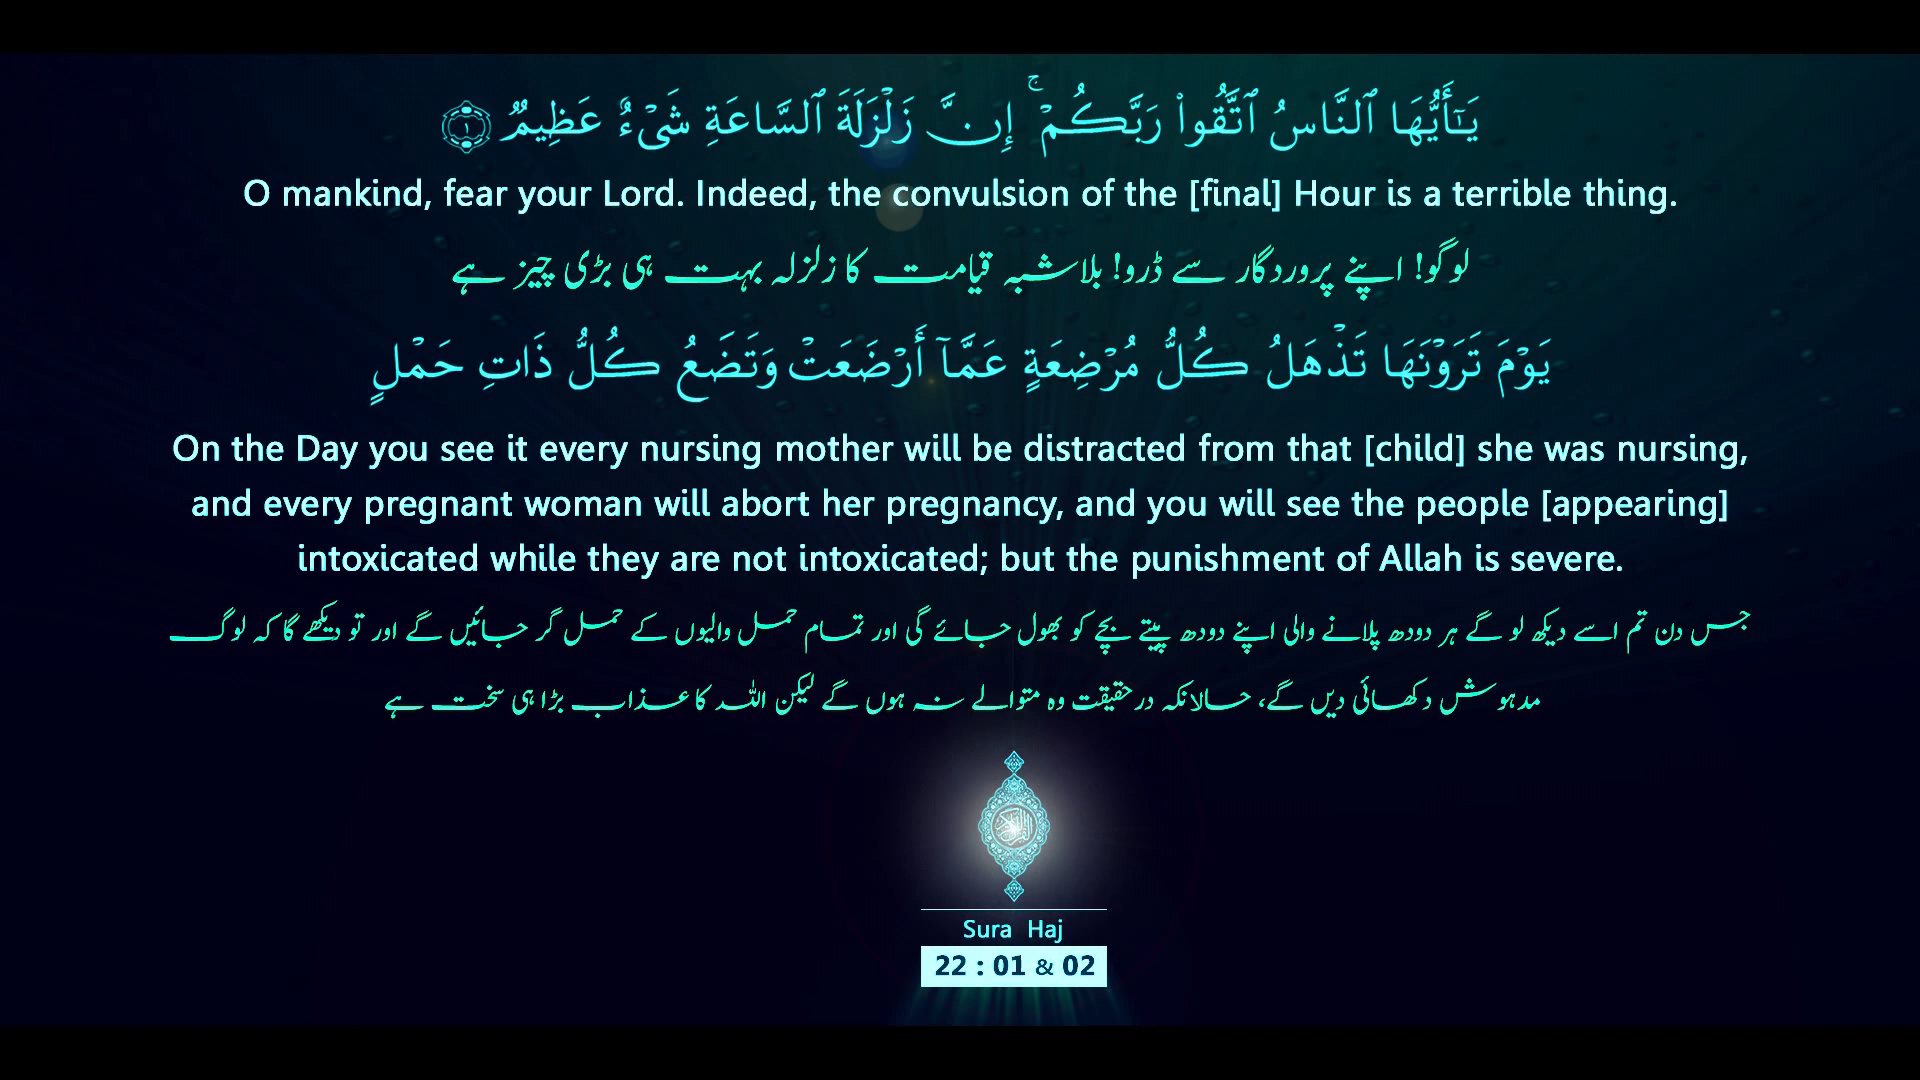 يَـٰٓأَيُّهَا ٱلنَّاسُ ٱتَّقُوا۟ رَبَّكُمْ ۚ إِنَّ زَلْزَلَةَ ٱلسَّاعَةِ شَىْءٌ عَظِيمٌ ١
O mankind, fear your Lord. Indeed, the convulsion of the [final] Hour is a terrible thing.
لوگو! اپنے پروردگار سے ڈرو! بلاشبہ قیامت کا زلزلہ بہت ہی بڑی چیز ہے
يَوْمَ تَرَوْنَهَا تَذْهَلُ كُلُّ مُرْضِعَةٍ عَمَّآ أَرْضَعَتْ وَتَضَعُ كُلُّ ذَاتِ حَمْلٍ
On the Day you see it every nursing mother will be distracted from that [child] she was nursing,
and every pregnant woman will abort her pregnancy, and you will see the people [appearing]
intoxicated while they are not intoxicated; but the punishment of Allah is severe.
جس دن تم اسے دیکھ لو گے ہر دودھ پلانے والی اپنے دودھ پیتے بچے کو بھول جائے گی اور تمام حمل والیوں کے حمل گر جائیں گے اور تو دیکھے گا کہ لوگ
مدہوش دکھائی دیں گے، حالانکہ درحقیقت وہ متوالے نہ ہوں گے لیکن اللہ کا عذاب بڑا ہی سخت ہے
Sura Haj
22 : 01 & 02